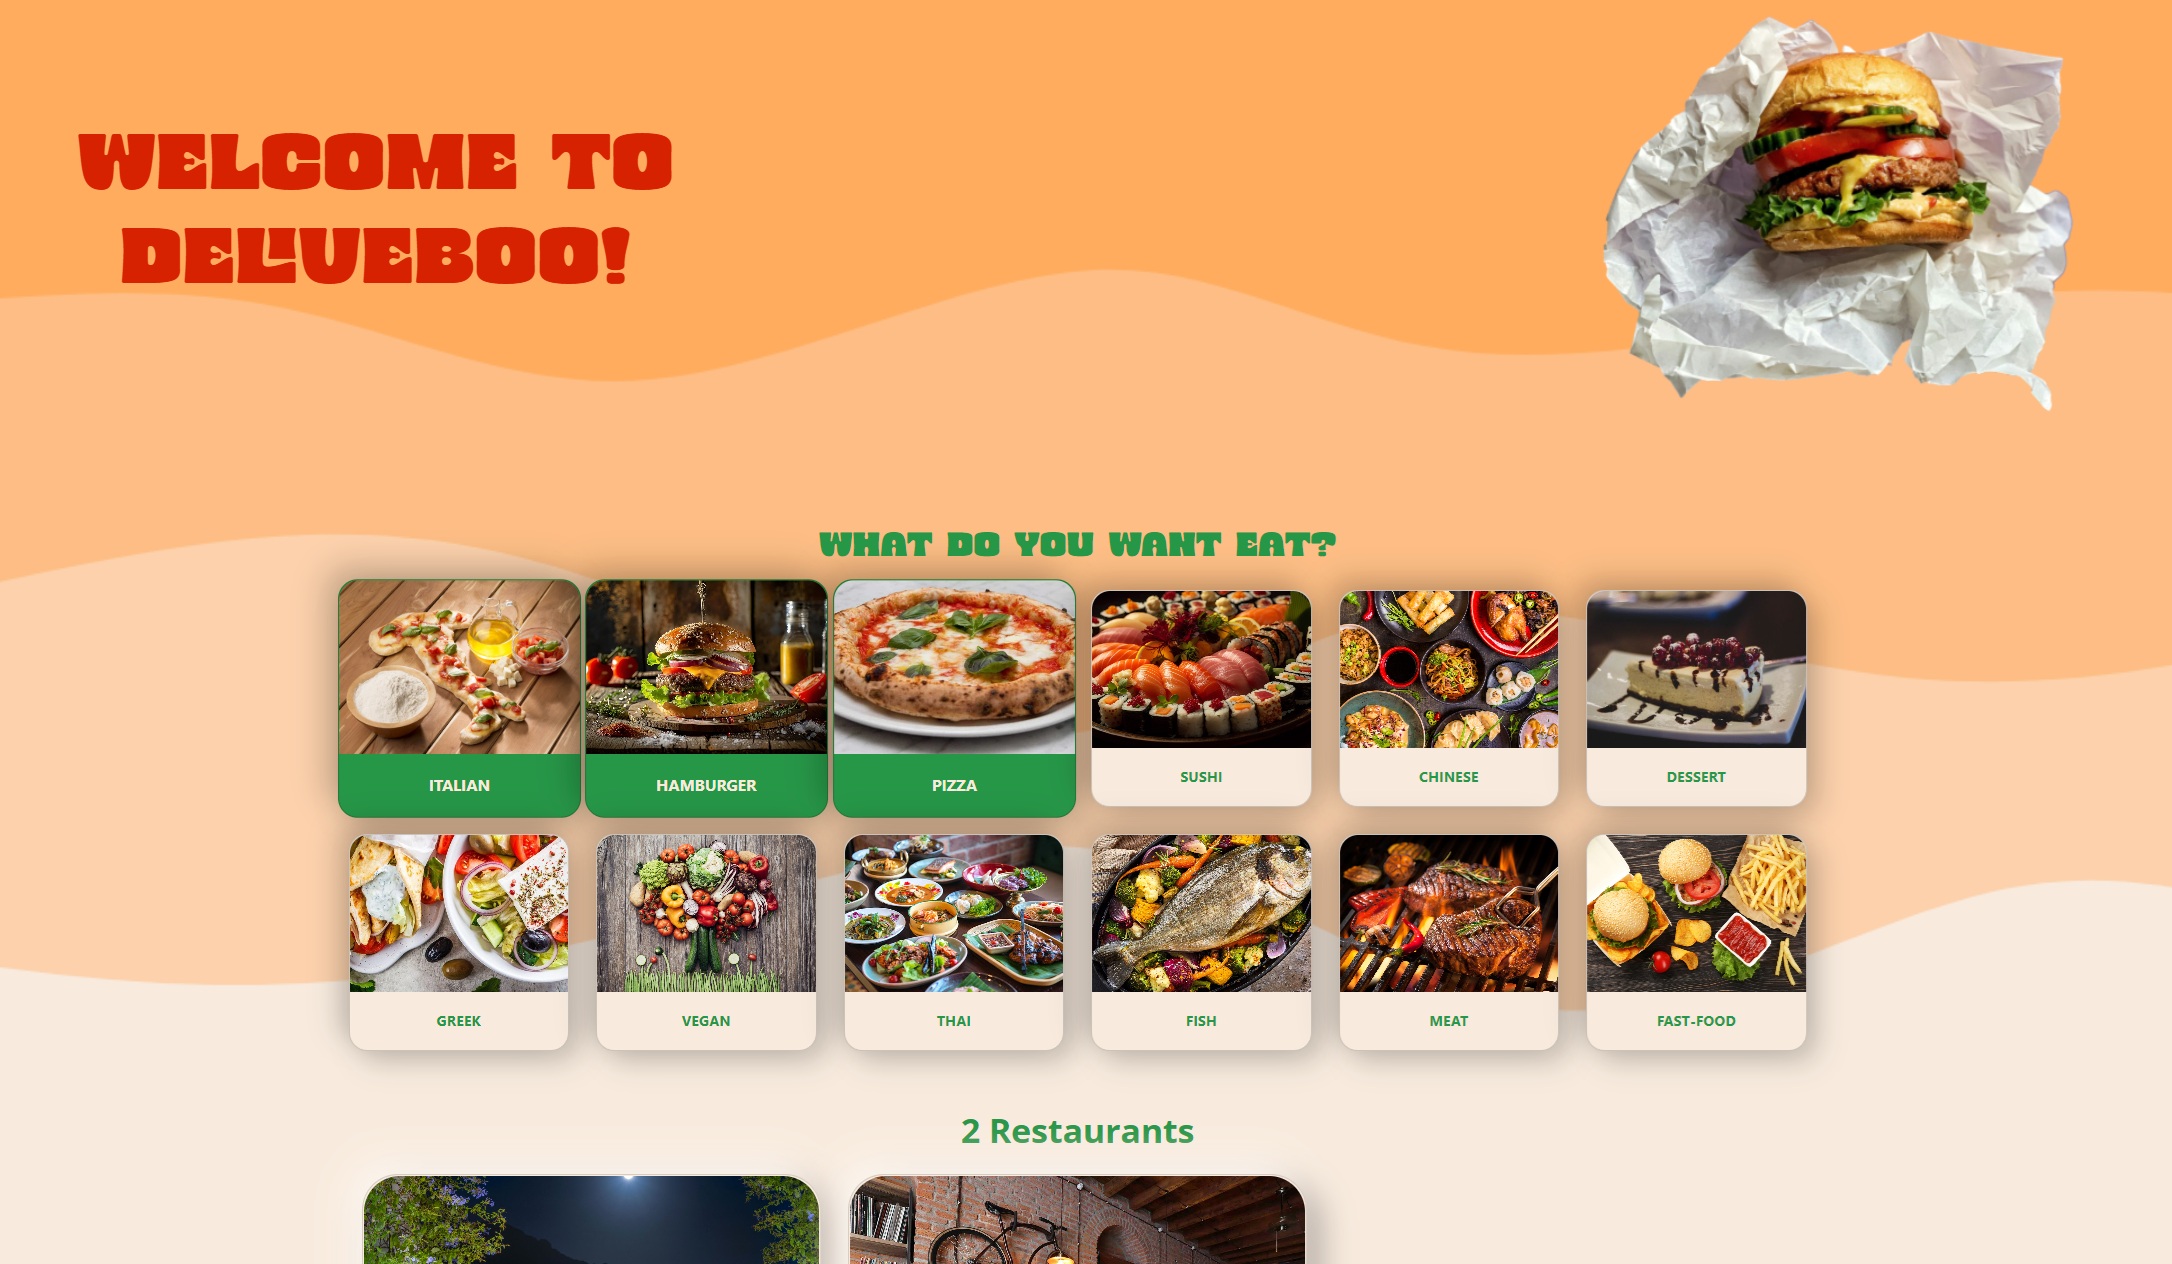 WELCOME TO
DELIVEBOO!
WHAT DO YOU WANT EAT?
ITALIAN
HAMBURGER
PIZZA
SUSHI
CHINESE
DESSERT
GREEK
VEGAN
THAI
FISH
MEAT
FAST-FOOD
2 Restaurants